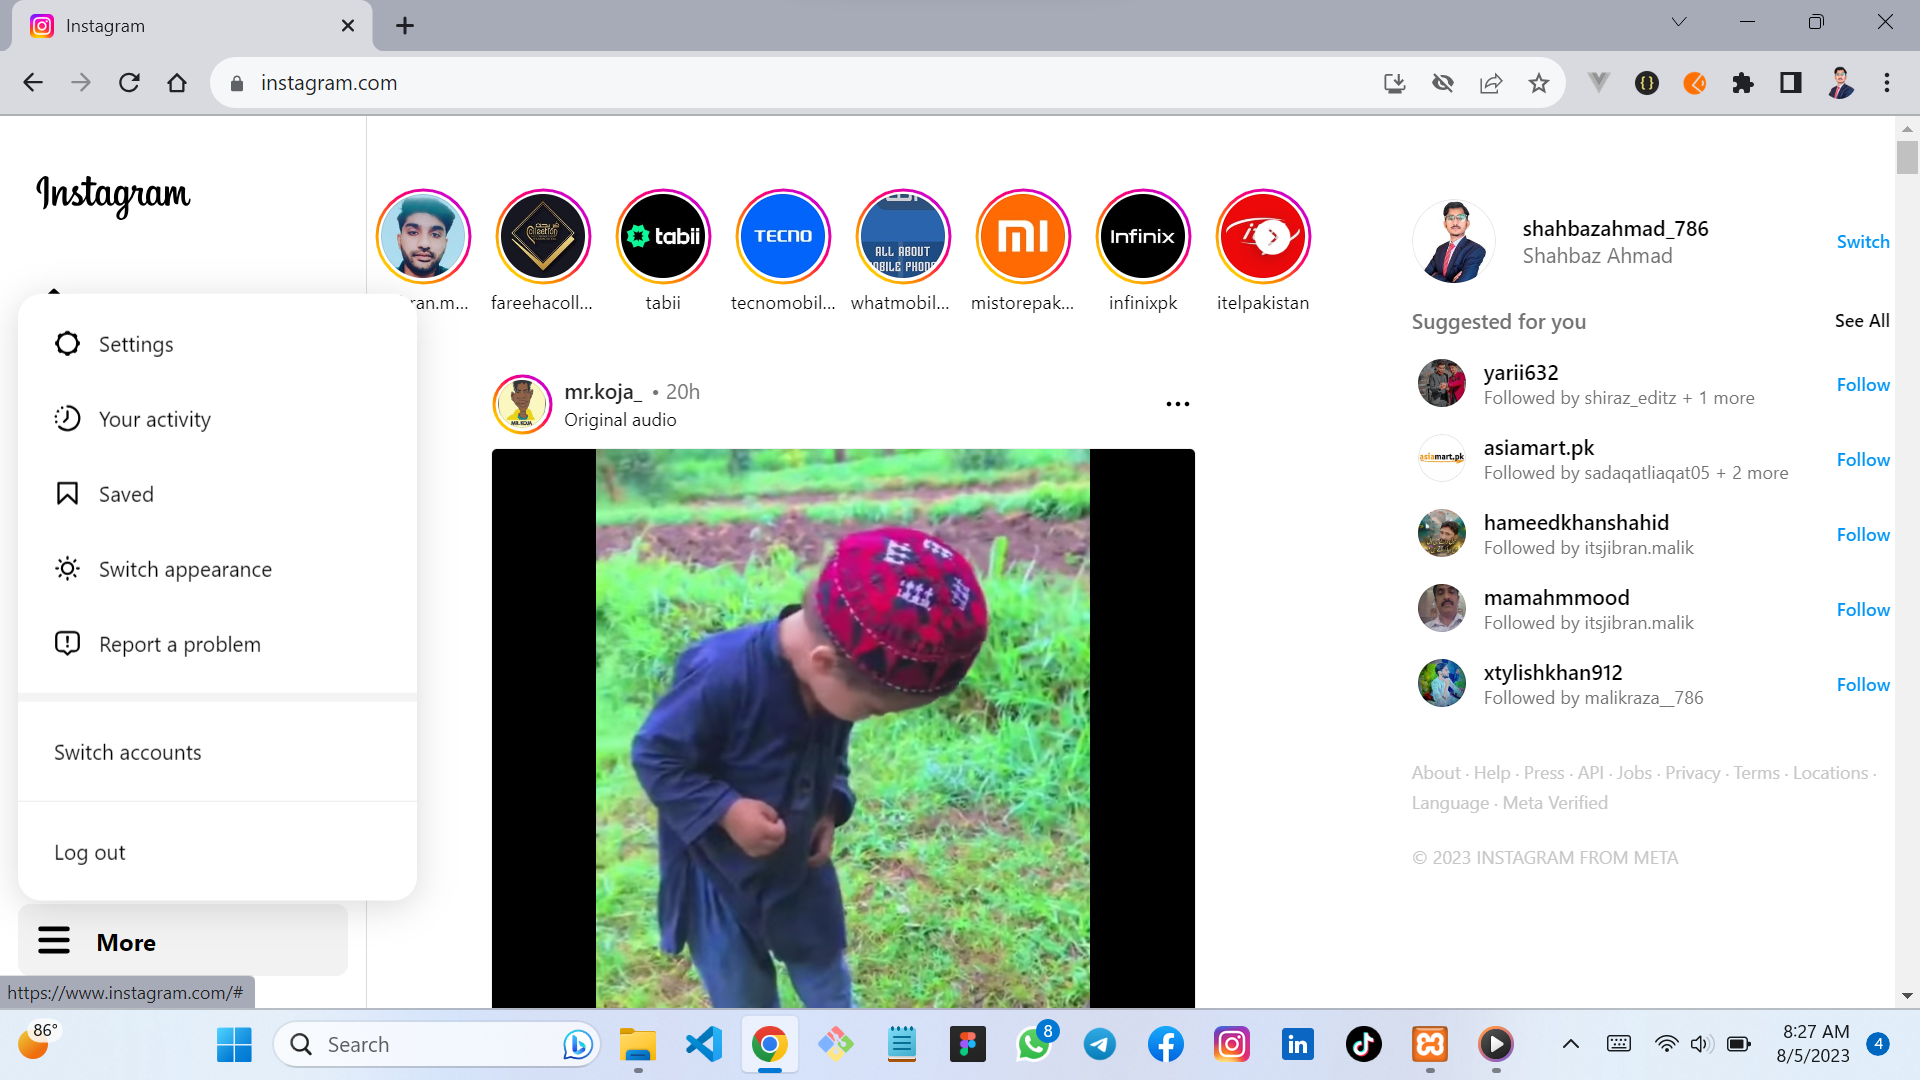 Instagram
instagram.com
Instagram
ran.m...
fareehacoll...
tabii
tabii
TECNO
tecnomobil...
ALL ABOUT
whatmobil...
mistorepak...
Infinix
infinixpk
itelpakistan
shahbazahmad_786
Shahbaz Ahmad
Switch
Suggested for you
See All
yarii632
Followed by shiraz_editz + 1 more
Follow
asiamart.pk
asiamart.pk
Followed by sadaqatliaqat05 + 2 more
Follow
hameedkhanshahid
Followed by itsjibran.malik
Follow
mamahmmood
Followed by itsjibran.malik
Follow
xtylishkhan912
Followed by malikraza__786
Follow
About · Help · Press · API · Jobs · Privacy · Terms · Locations ·
Language · Meta Verified
© 2023 INSTAGRAM FROM META
mr.koja_ • 20h
Original audio
MR.KOJA
Settings
Your activity
Saved
Switch appearance
Report a problem
Switch accounts
Log out
More
https://www.instagram.com/#
86°
Search
8
8:27 AM
8/5/2023
4